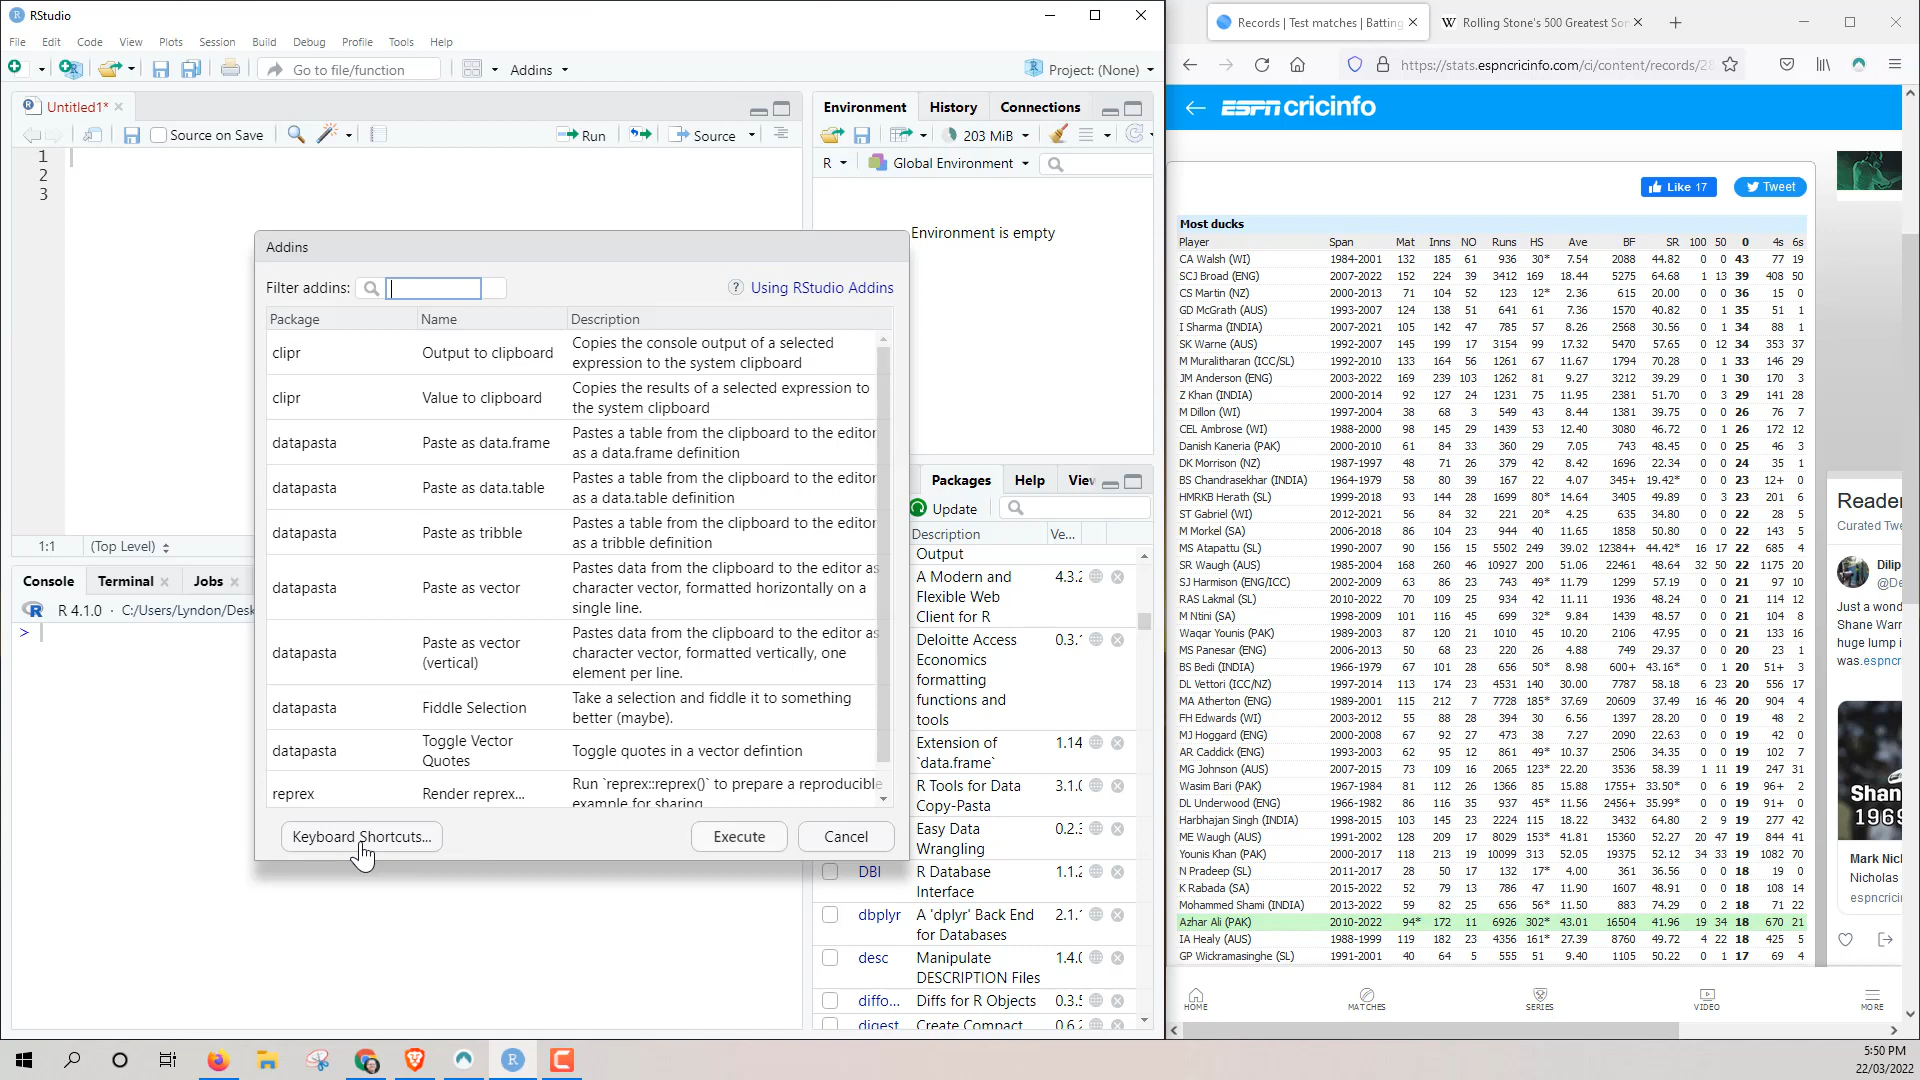 RStudio
File Edit Code View Plots Session Build Debug Profile Tools Help
Go to file/function Addins Project: (None)
Untitled1*
Source on Save Run Source
1
2
3
1:1 (Top Level)
Console Terminal Jobs
R 4.1.0 · C:/Users/Lyndon/Desk
>
Environment History Connections
203 MiB
R Global Environment
Environment is empty
Addins
Filter addins: Using RStudio Addins
Package Name Description
clipr Output to clipboard Copies the console output of a selected
expression to the system clipboard
clipr Value to clipboard Copies the results of a selected expression to
the system clipboard
datapasta Paste as data.frame Pastes a table from the clipboard to the editor
as a data.frame definition
datapasta Paste as data.table Pastes a table from the clipboard to the editor
as a data.table definition
datapasta Paste as tribble Pastes a table from the clipboard to the editor
as a tribble definition
datapasta Paste as vector Pastes data from the clipboard to the editor as
character vector, formatted horizontally on a
single line.
datapasta Paste as vector
(vertical) Pastes data from the clipboard to the editor as
character vector, formatted vertically, one
element per line.
datapasta Fiddle Selection Take a selection and fiddle it to something
better (maybe).
datapasta Toggle Vector
Quotes Toggle quotes in a vector defintion
reprex Render reprex... Run `reprex::reprex()` to prepare a reproducible
example for sharing
Keyboard Shortcuts... Execute Cancel
Packages Help View
Update
Description Ve...
Output
A Modern and 4.3.2
Flexible Web
Client for R
Deloitte Access 0.3.1
Economics
formatting
functions and
tools
Extension of 1.14
`data.frame`
R Tools for Data 3.1.0
Copy-Pasta
Easy Data 0.2.3
Wrangling
DBI R Database 1.1.2
Interface
dbplyr A 'dplyr' Back End 2.1.1
for Databases
desc Manipulate 1.4.0
DESCRIPTION Files
diffo... Diffs for R Objects 0.3.5
digest Create Compact 0.6.2
Records | Test matches | Batting Rolling Stone's 500 Greatest Son
https://stats.espncricinfo.com/ci/content/records/28
ESPN cricinfo
Like 17 Tweet
Most ducks
Player Span Mat Inns NO Runs HS Ave BF SR 100 50 0 4s 6s
CA Walsh (WI) 1984-2001 132 185 61 936 30* 7.54 2088 44.82 0 0 43 77 19
SCJ Broad (ENG) 2007-2022 152 224 39 3412 169 18.44 5275 64.68 1 13 39 408 50
CS Martin (NZ) 2000-2013 71 104 52 123 12* 2.36 615 20.00 0 0 36 15 0
GD McGrath (AUS) 1993-2007 124 138 51 641 61 7.36 1570 40.82 0 1 35 51 1
I Sharma (INDIA) 2007-2021 105 142 47 785 57 8.26 2568 30.56 0 1 34 88 1
SK Warne (AUS) 1992-2007 145 199 17 3154 99 17.32 5470 57.65 0 12 34 353 37
M Muralitharan (ICC/SL) 1992-2010 133 164 56 1261 67 11.67 1794 70.28 0 1 33 146 29
JM Anderson (ENG) 2003-2022 169 239 103 1262 81 9.27 3212 39.29 0 1 30 170 3
Z Khan (INDIA) 2000-2014 92 127 24 1231 75 11.95 2381 51.70 0 3 29 141 28
M Dillon (WI) 1997-2004 38 68 3 549 43 8.44 1381 39.75 0 0 26 76 7
CEL Ambrose (WI) 1988-2000 98 145 29 1439 53 12.40 3080 46.72 0 1 26 172 12
Danish Kaneria (PAK) 2000-2010 61 84 33 360 29 7.05 743 48.45 0 0 25 46 3
DK Morrison (NZ) 1987-1997 48 71 26 379 42 8.42 1696 22.34 0 0 24 35 1
BS Chandrasekhar (INDIA) 1964-1979 58 80 39 167 22 4.07 345+ 19.42* 0 0 23 12+ 0
HMRKB Herath (SL) 1999-2018 93 144 28 1699 80* 14.64 3405 49.89 0 3 23 201 6
ST Gabriel (WI) 2012-2021 56 84 32 221 20* 4.25 635 34.80 0 0 22 28 5
M Morkel (SA) 2006-2018 86 104 23 944 40 11.65 1858 50.80 0 0 22 143 5
MS Atapattu (SL) 1990-2007 90 156 15 5502 249 39.02 12384+ 44.42* 16 17 22 685 4
SR Waugh (AUS) 1985-2004 168 260 46 10927 200 51.06 22461 48.64 32 50 22 1175 20
SJ Harmison (ENG/ICC) 2002-2009 63 86 23 743 49* 11.79 1299 57.19 0 0 21 97 10
RAS Lakmal (SL) 2010-2022 70 109 25 934 42 11.11 1936 48.24 0 0 21 114 12
M Ntini (SA) 1998-2009 101 116 45 699 32* 9.84 1439 48.57 0 0 21 104 8
Waqar Younis (PAK) 1989-2003 87 120 21 1010 45 10.20 2106 47.95 0 0 21 133 16
MS Panesar (ENG) 2006-2013 50 68 23 220 26 4.88 749 29.37 0 0 20 23 1
BS Bedi (INDIA) 1966-1979 67 101 28 656 50* 8.98 600+ 43.16* 0 1 20 51+ 3
DL Vettori (ICC/NZ) 1997-2014 113 174 23 4531 140 30.00 7787 58.18 6 23 20 556 17
MA Atherton (ENG) 1989-2001 115 212 7 7728 185* 37.69 20609 37.49 16 46 20 904 4
FH Edwards (WI) 2003-2012 55 88 28 394 30 6.56 1397 28.20 0 0 19 48 2
MJ Hoggard (ENG) 2000-2008 67 92 27 473 38 7.27 2090 22.63 0 0 19 42 0
AR Caddick (ENG) 1993-2003 62 95 12 861 49* 10.37 2506 34.35 0 0 19 102 7
MG Johnson (AUS) 2007-2015 73 109 16 2065 123* 22.20 3536 58.39 1 11 19 247 31
Wasim Bari (PAK) 1967-1984 81 112 26 1366 85 15.88 1755+ 33.50* 0 6 19 96+ 2
DL Underwood (ENG) 1966-1982 86 116 35 937 45* 11.56 2456+ 35.99* 0 0 19 91+ 0
Harbhajan Singh (INDIA) 1998-2015 103 145 23 2224 115 18.22 3432 64.80 2 9 19 277 42
ME Waugh (AUS) 1991-2002 128 209 17 8029 153* 41.81 15360 52.27 20 47 19 844 41
Younis Khan (PAK) 2000-2017 118 213 19 10099 313 52.05 19375 52.12 34 33 19 1082 70
N Pradeep (SL) 2011-2017 28 50 17 132 17* 4.00 361 36.56 0 0 18 19 0
K Rabada (SA) 2015-2022 52 79 13 786 47 11.90 1607 48.91 0 0 18 108 14
Mohammed Shami (INDIA) 2013-2022 59 82 25 656 56* 11.50 883 74.29 0 2 18 71 22
Azhar Ali (PAK) 2010-2022 94* 172 11 6926 302* 43.01 16504 41.96 19 34 18 670 21
IA Healy (AUS) 1988-1999 119 182 23 4356 161* 27.39 8760 49.72 4 22 18 425 5
GP Wickramasinghe (SL) 1991-2001 40 64 5 555 51 9.40 1105 50.22 0 1 17 69 4
Reader
Curated Twe
Dilip
@De
Just a wond
Shane Warn
huge lump i
was.espncr
Shan
1969
Mark Nich
Nicholas
espncrici
HOME MATCHES SERIES VIDEO MORE
5:50 PM
22/03/2022